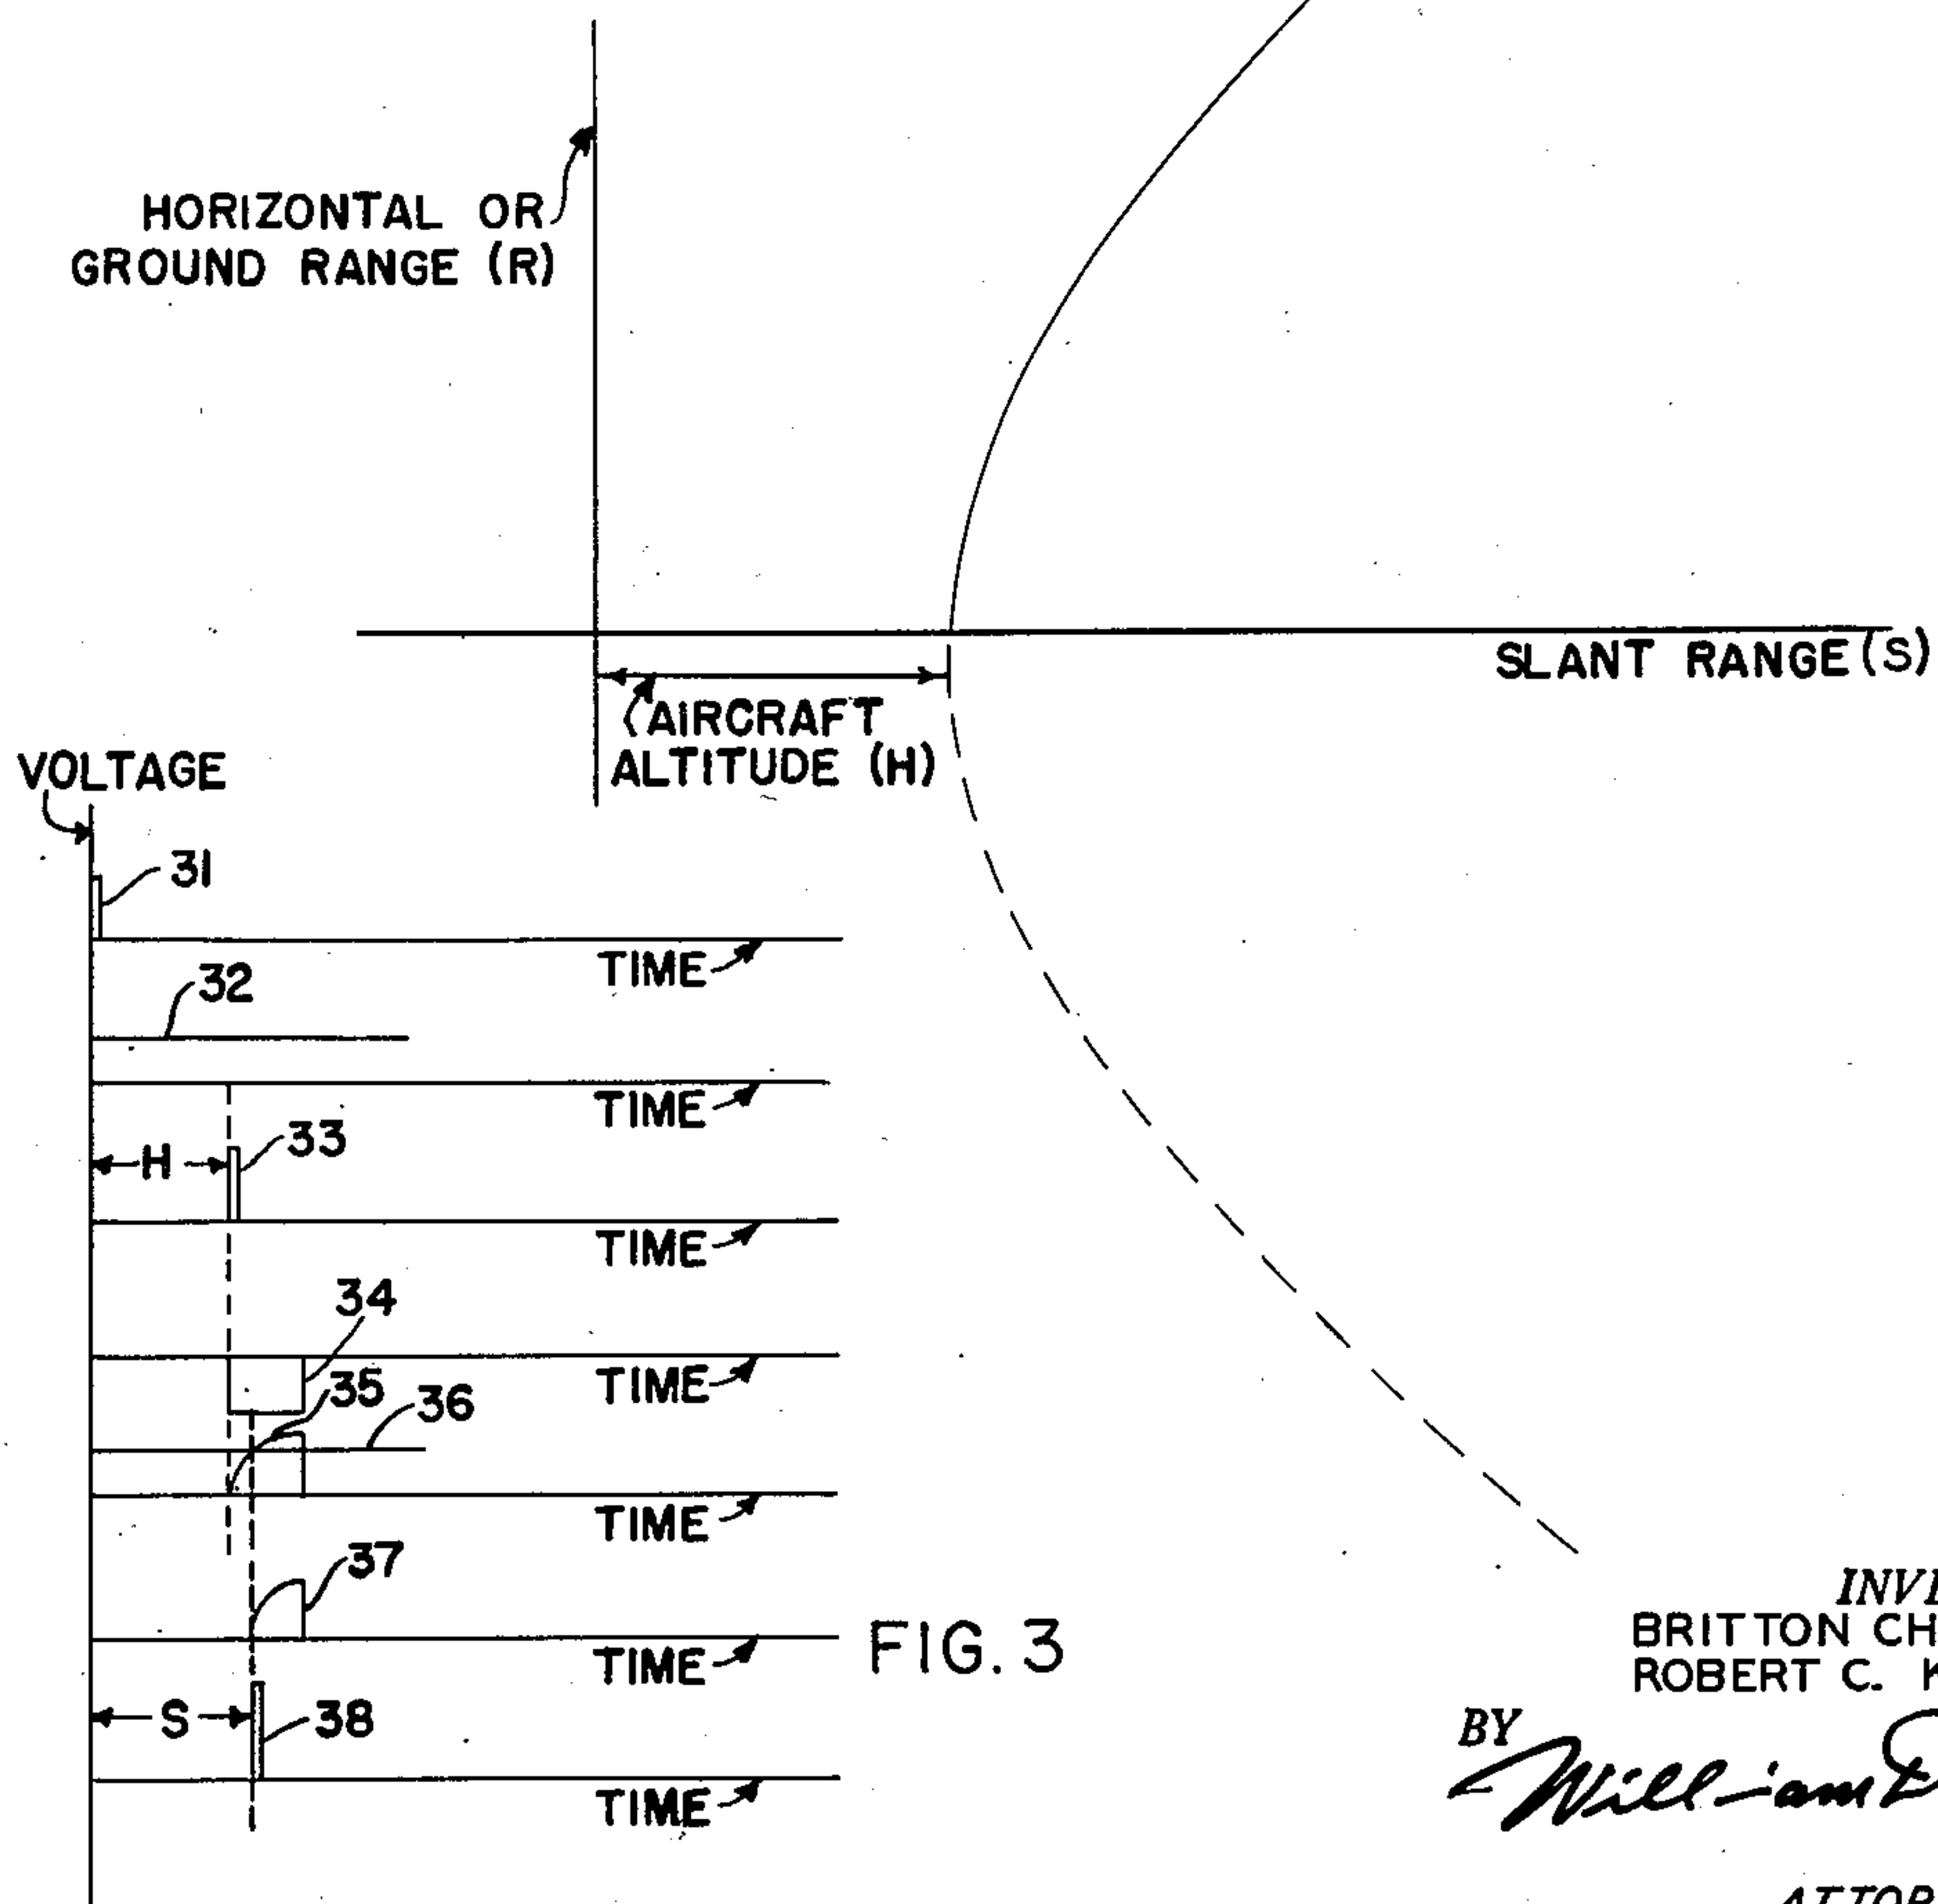 HORIZONTAL OR
GROUND RANGE (R)
SLANT RANGE (S)
AIRCRAFT
ALTITUDE (H)
VOLTAGE
31
TIME
32
TIME
H
33
TIME
34
TIME
35
36
TIME
37
TIME
FIG. 3
S
38
TIME
BRITTON CH
ROBERT C. K
BY
William D